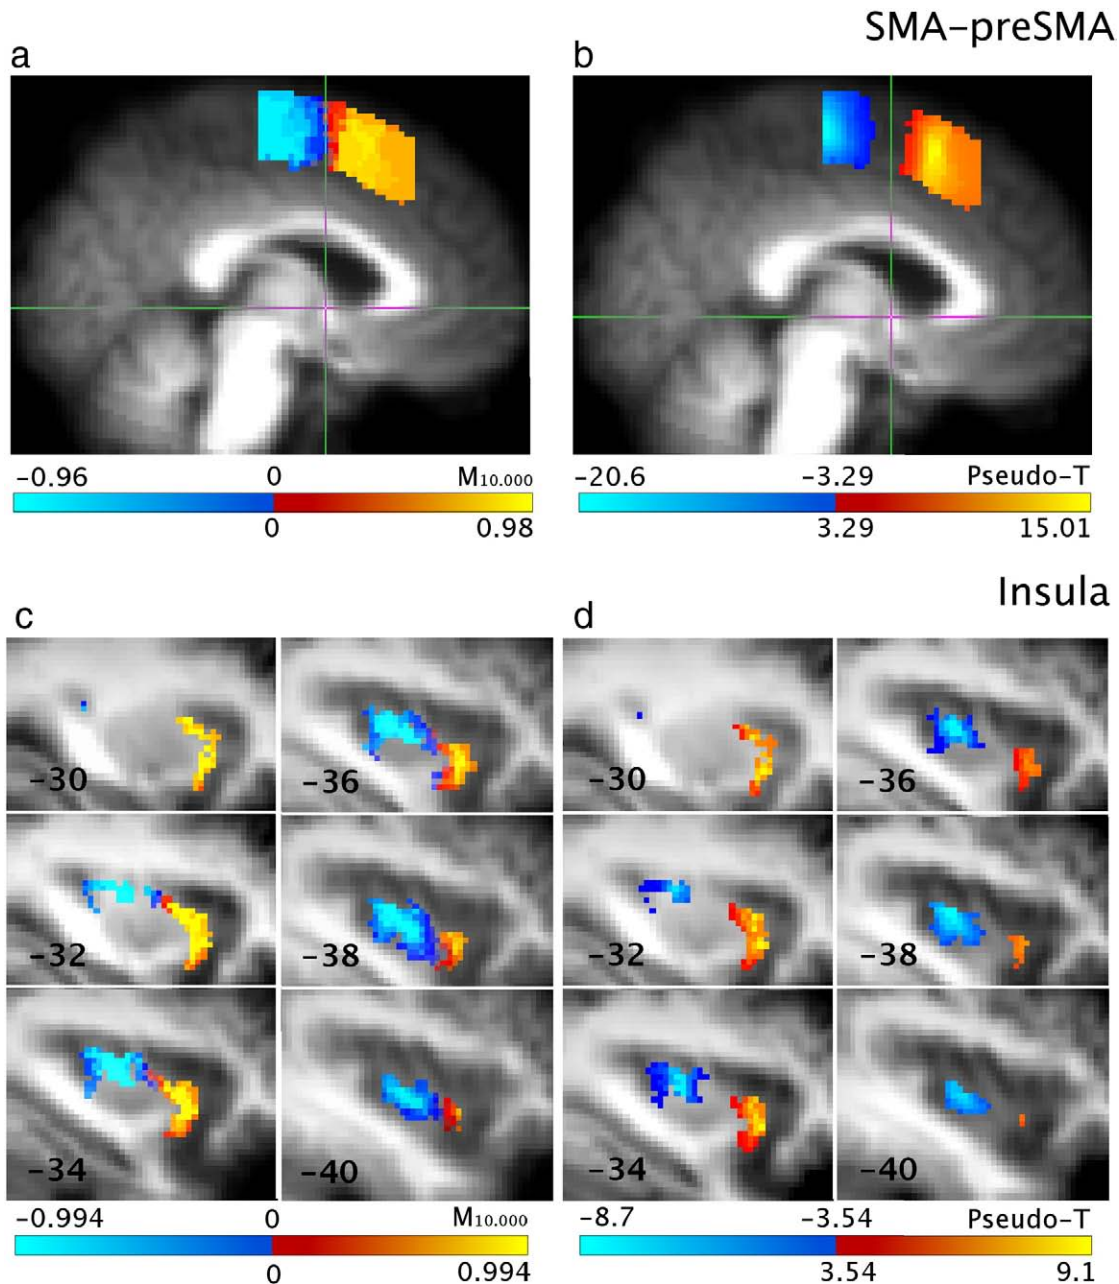 SMA-preSMA
a
b
-0.96 0 M10.000
0 0.98
-20.6 -3.29 Pseudo-T
3.29 15.01
Insula
c
d
-30
-36
-30
-36
-32
-38
-32
-38
-34
-40
-34
-40
-0.994 0 M10.000
0 0.994
-8.7 -3.54 Pseudo-T
3.54 9.1